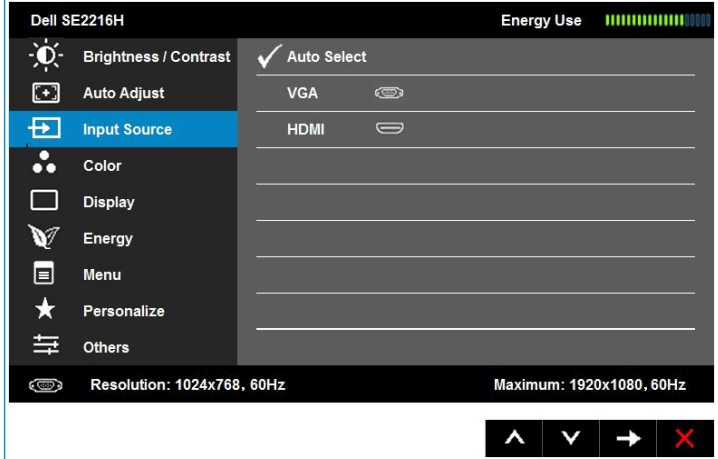 Dell SE2216H Energy Use
Brightness / Contrast Auto Select
Auto Adjust VGA
Input Source HDMI
Color
Display
Energy
Menu
Personalize
Others
Resolution: 1024x768, 60Hz Maximum: 1920x1080, 60Hz